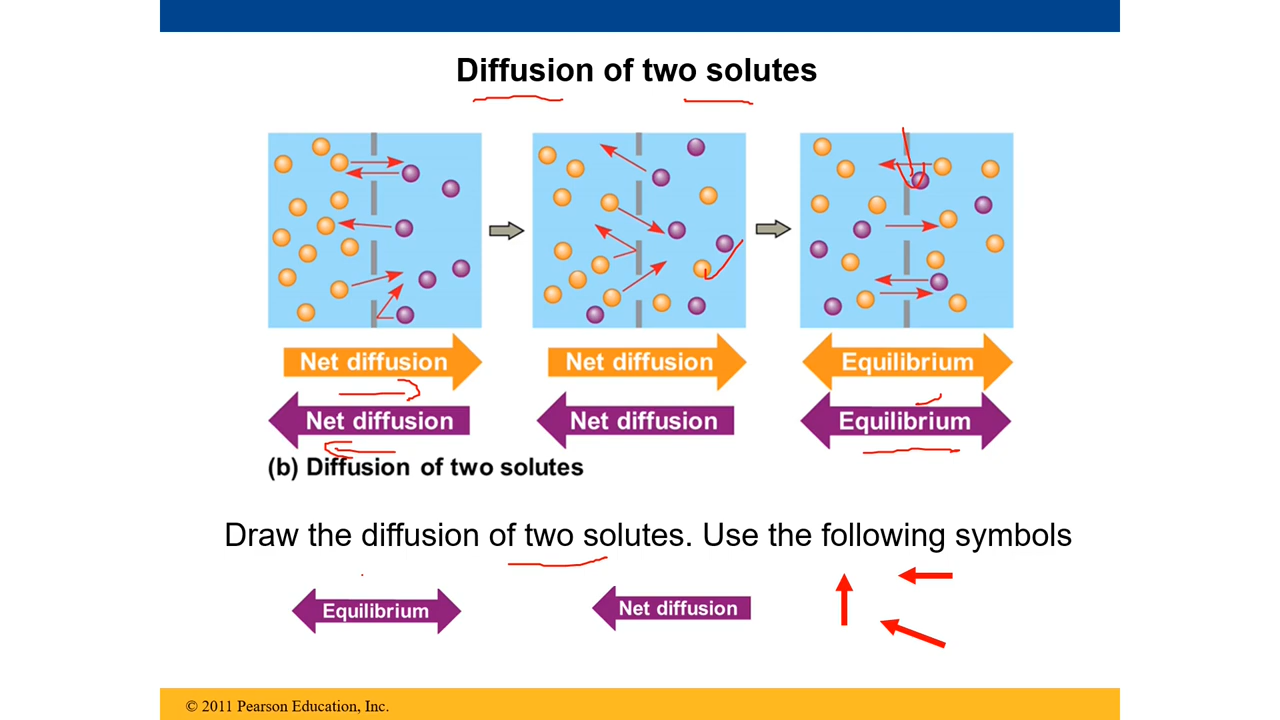 Diffusion of two solutes
Net diffusion Net diffusion Equilibrium
Net diffusion Net diffusion Equilibrium
(b) Diffusion of two solutes
Draw the diffusion of two solutes. Use the following symbols
Equilibrium Net diffusion
© 2011 Pearson Education, Inc.